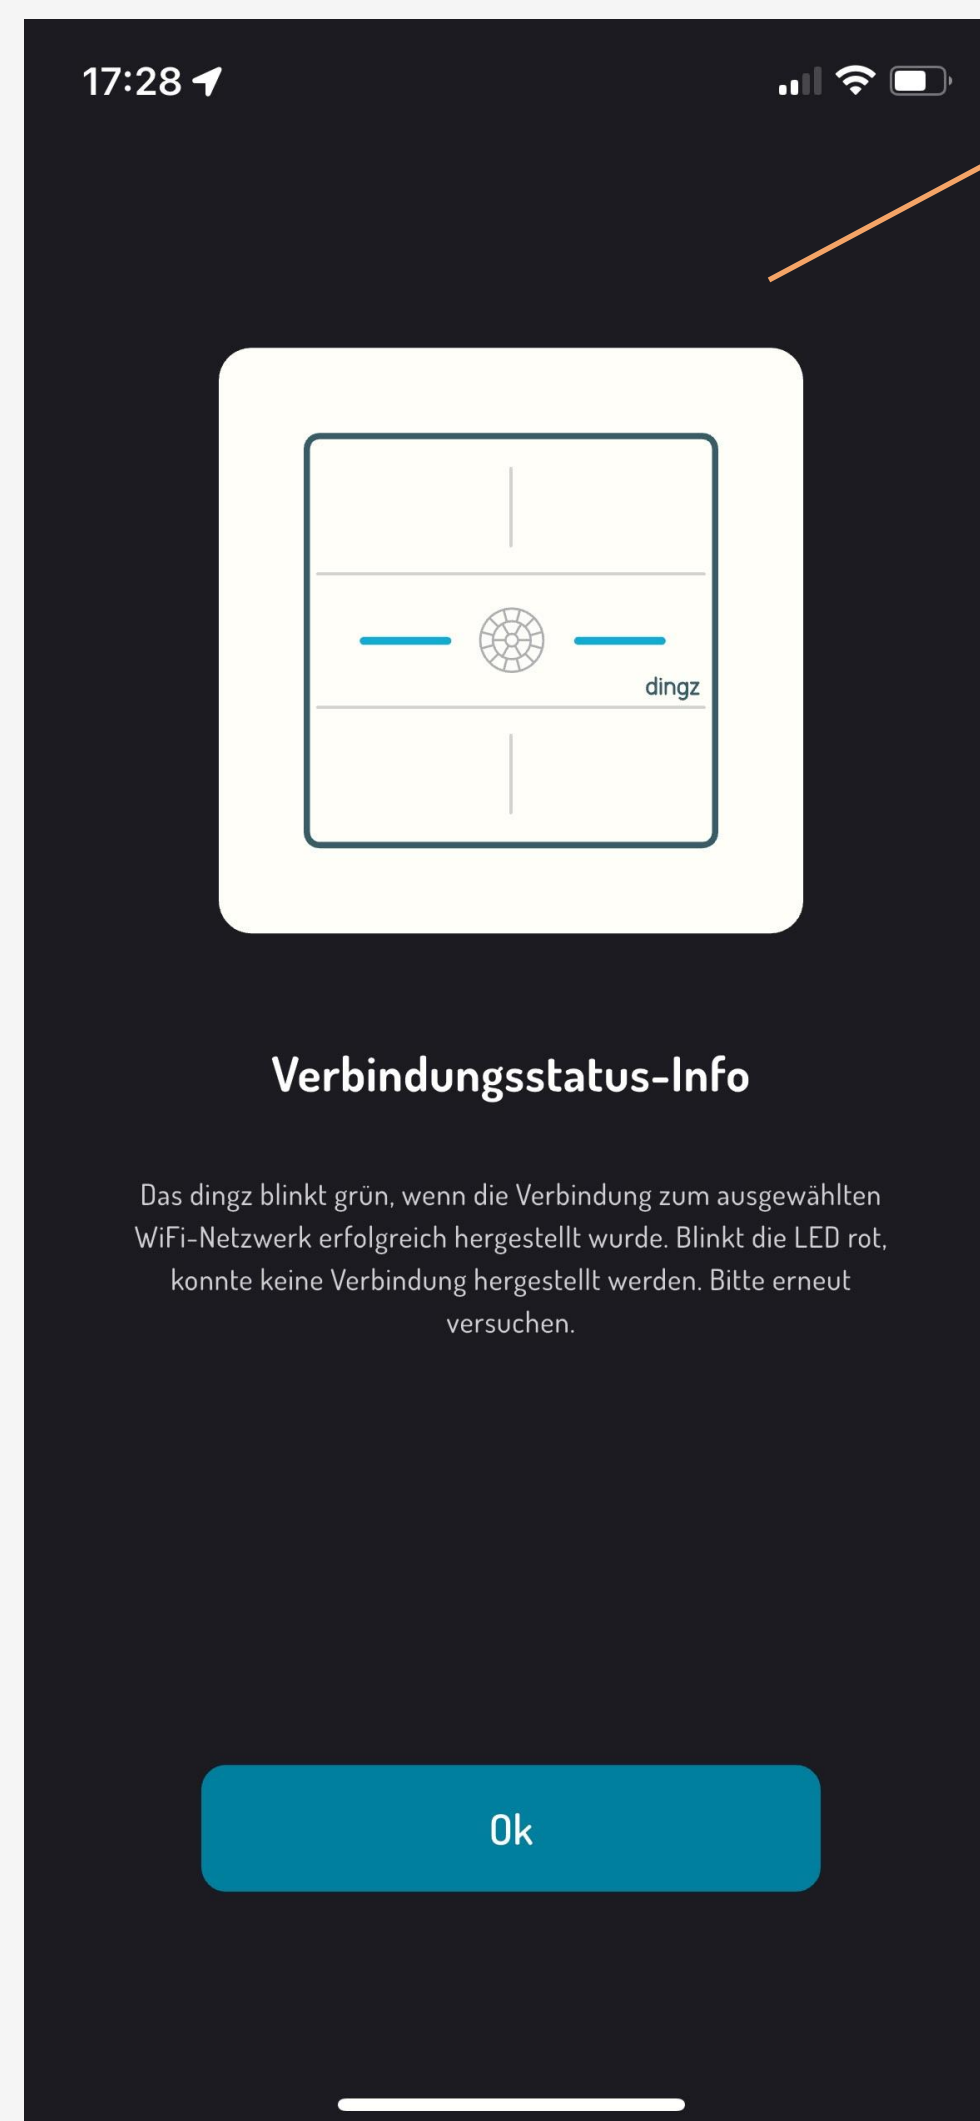 17:28
dingz
Verbindungsstatus-Info
Das dingz blinkt grün, wenn die Verbindung zum ausgewählten
WiFi-Netzwerk erfolgreich hergestellt wurde. Blinkt die LED rot,
konnte keine Verbindung hergestellt werden. Bitte erneut
versuchen.
Ok